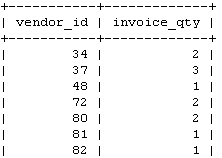 +-----------+-------------+
| vendor_id | invoice_qty |
+-----------+-------------+
|        34 |           2 |
|        37 |           3 |
|        48 |           1 |
|        72 |           2 |
|        80 |           2 |
|        81 |           1 |
|        82 |           1 |